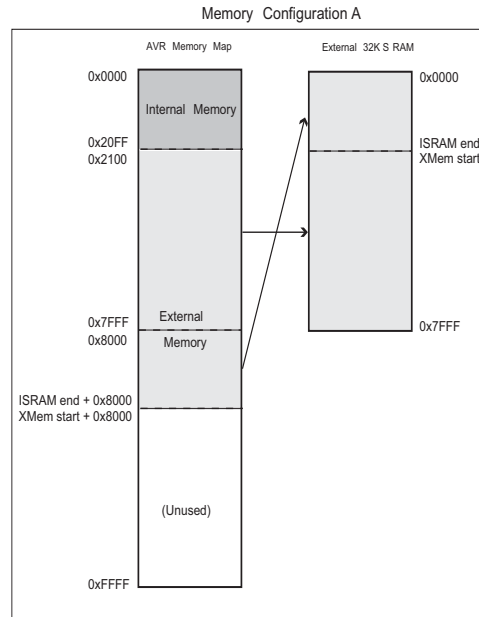 Memory Configuration A
AVR Memory Map
External 32K S RAM
0x0000
0x0000
Internal Memory
ISRAM end
0x20FF
XMem start
0x2100
External
0x7FFF
0x7FFF
0x8000
Memory
ISRAM end + 0x8000
XMem start + 0x8000
(Unused)
0xFFFF